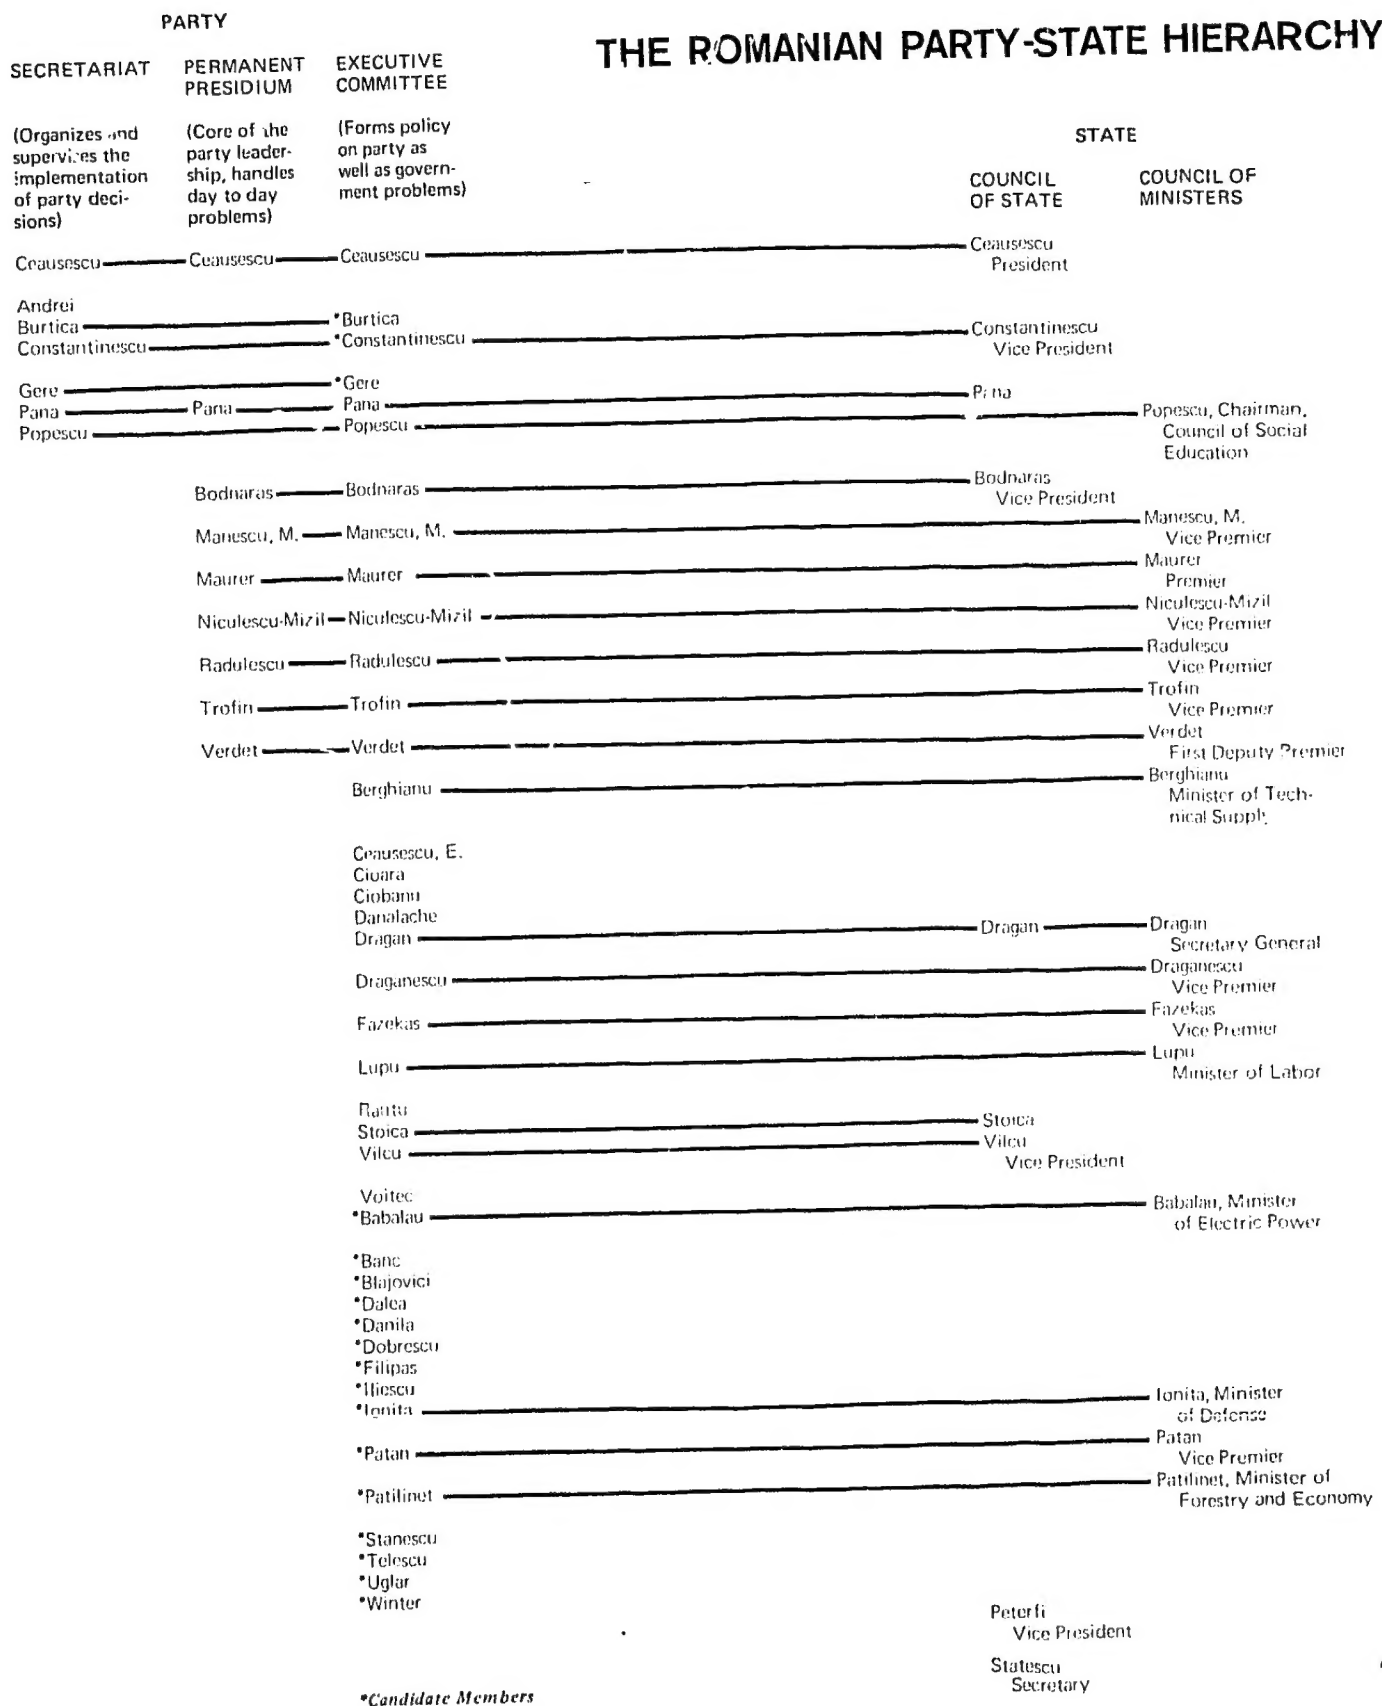 PARTY
THE ROMANIAN PARTY-STATE HIERARCHY
SECRETARIAT
PERMANENT
PRESIDIUM
EXECUTIVE
COMMITTEE
(Organizes and
supervises the
implementation
of party deci-
sions)
(Core of the
party leader-
ship, handles
day to day
problems)
(Forms policy
on party as
well as govern-
ment problems)
STATE
COUNCIL
OF STATE
COUNCIL OF
MINISTERS
Ceausescu Ceausescu Ceausescu Ceausescu
President
Andrei
Burtica *Burtica
Constantinescu *Constantinescu Constantinescu
Vice President
Gere *Gere
Pana Pana Pana Pana
Popescu Popescu Popescu, Chairman,
Council of Social
Education
Bodnaras Bodnaras Bodnaras
Vice President
Manescu, M. Manescu, M. Manescu, M.
Vice Premier
Maurer Maurer Maurer
Premier
Niculescu-Mizil Niculescu-Mizil Niculescu-Mizil
Vice Premier
Radulescu Radulescu Radulescu
Vice Premier
Trofin Trofin Trofin
Vice Premier
Verdet Verdet Verdet
First Deputy Premier
Berghianu Berghianu
Minister of Tech-
nical Supply
Ceausescu, E.
Cioara
Ciobanu
Danalache
Dragan Dragan Dragan
Secretary General
Draganescu Draganescu
Vice Premier
Fazekas Fazekas
Vice Premier
Lupu Lupu
Minister of Labor
Rautu
Stoica Stoica
Vilcu Vilcu
Vice President
Voitec
*Babalau Babalau, Minister
of Electric Power
*Banc
*Blajovici
*Dalea
*Danila
*Dobrescu
*Filipas
*Iliescu
*Ionita Ionita, Minister
of Defense
*Patan Patan
Vice Premier
*Patilinet Patilinet, Minister of
Forestry and Economy
*Stanescu
*Telescu
*Uglar
*Winter
Peterfi
Vice President
Statescu
Secretary
*Candidate Members